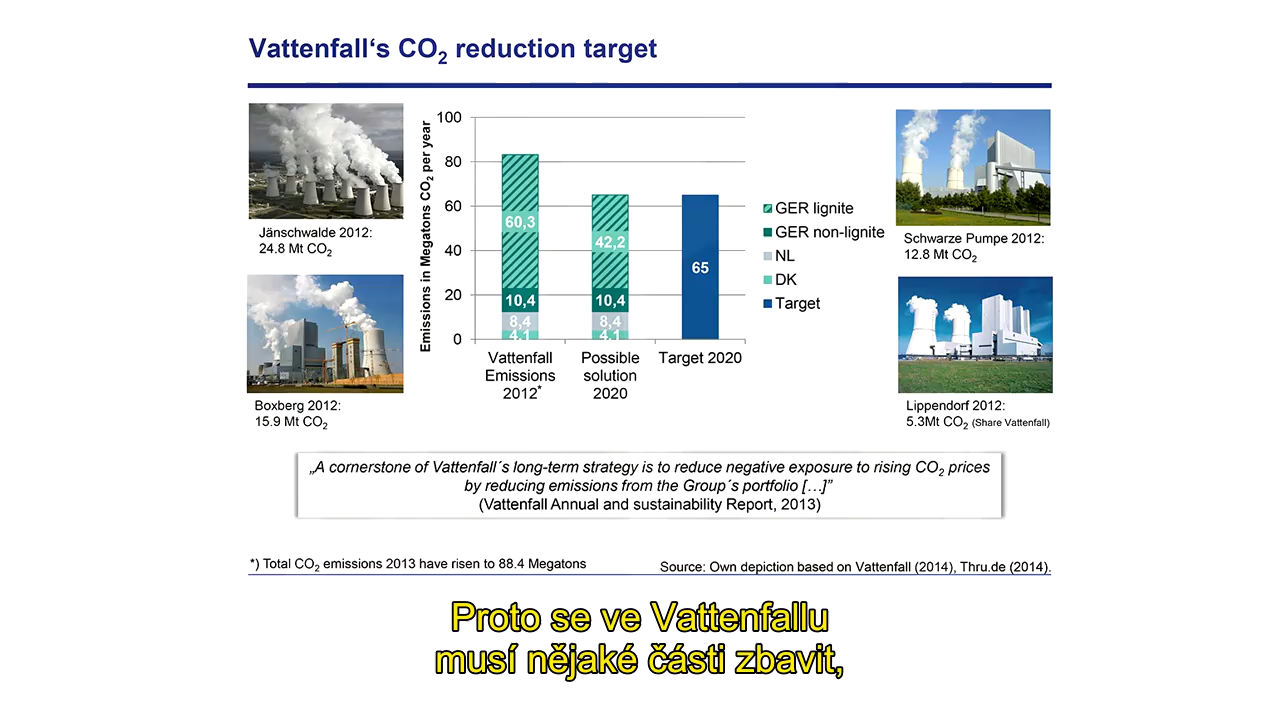 Vattenfall‘s CO2 reduction target
Jänschwalde 2012:
24.8 Mt CO2
Boxberg 2012:
15.9 Mt CO2
Emissions in Megatons CO2 per year
100
80
60
40
20
0
60,3
10,4
8,4
4,1
42,2
10,4
8,4
4,1
65
Vattenfall
Emissions
2012*
Possible
solution
2020
Target 2020
GER lignite
GER non-lignite
NL
DK
Target
Schwarze Pumpe 2012:
12.8 Mt CO2
Lippendorf 2012:
5.3Mt CO2 (Share Vattenfall)
„A cornerstone of Vattenfall´s long-term strategy is to reduce negative exposure to rising CO2 prices
by reducing emissions from the Group´s portfolio […]”
(Vattenfall Annual and sustainability Report, 2013)
*) Total CO2 emissions 2013 have risen to 88.4 Megatons
Source: Own depiction based on Vattenfall (2014), Thru.de (2014).
Proto se ve Vattenfallu
musí nějaké části zbavit,